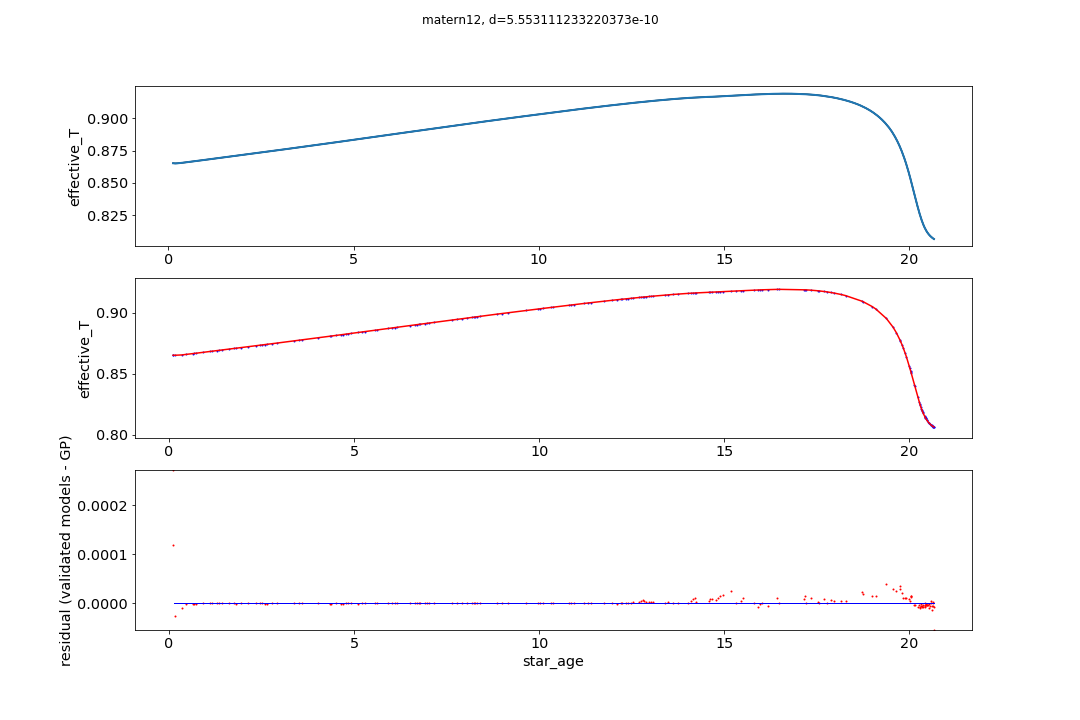 matern12, d=5.553111233220373e-10
effective_T
0.900
0.875
0.850
0.825
0 5 10 15 20
effective_T
0.90
0.85
0.80
0 5 10 15 20
residual (validated models - GP)
0.0002
0.0001
0.0000
0 5 10 15 20
star_age